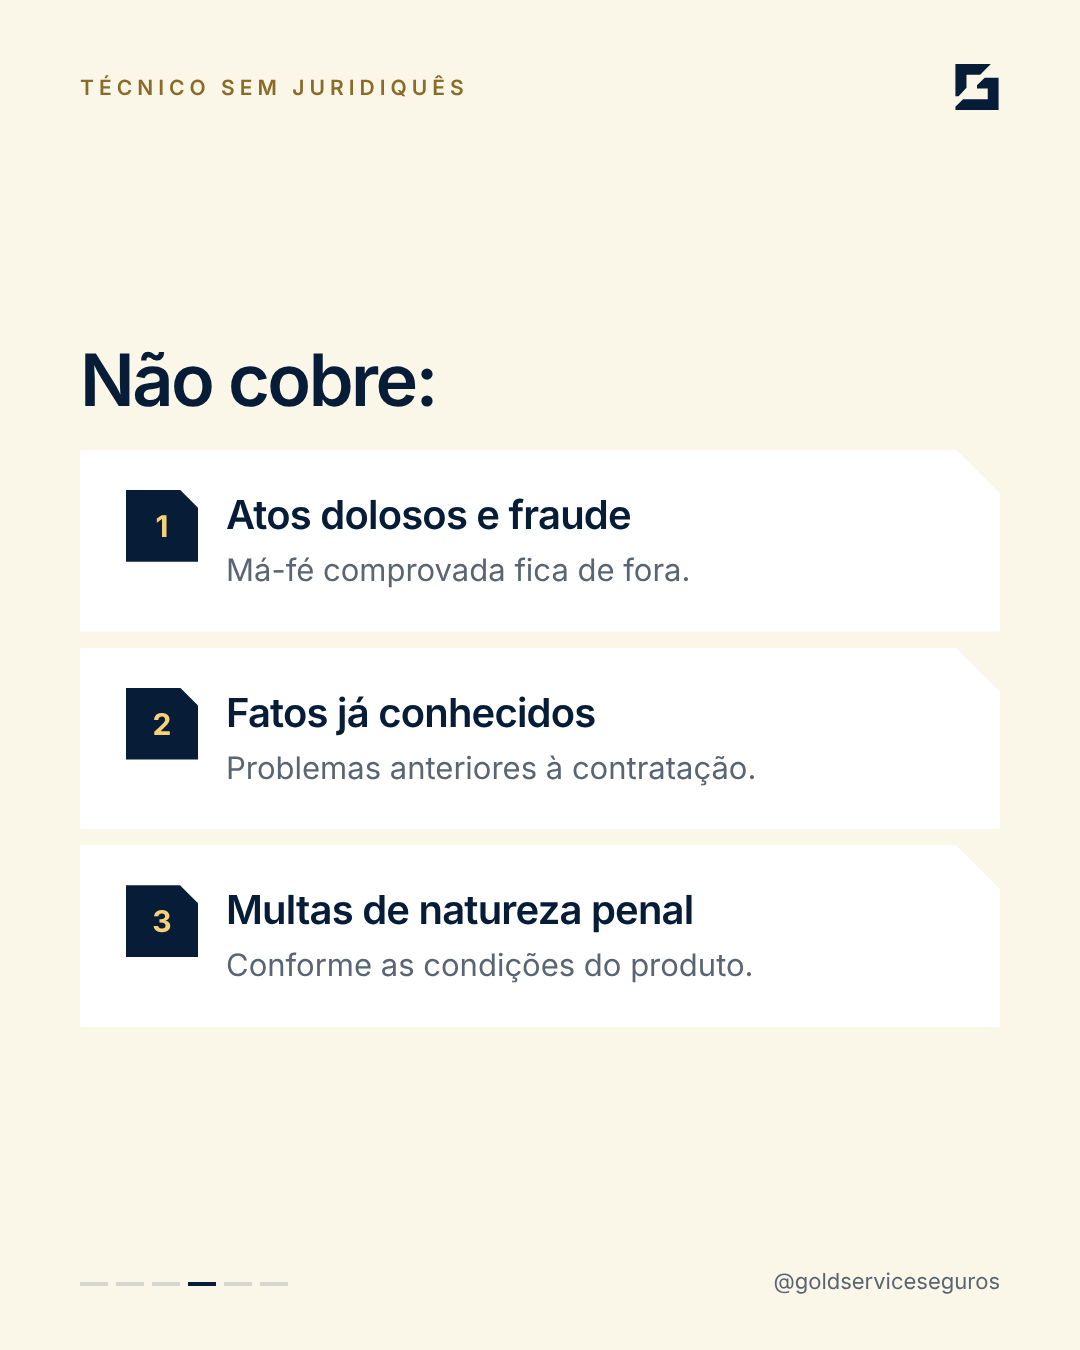 TÉCNICO SEM JURIDIQUÊS
Não cobre:
1
Atos dolosos e fraude
Má-fé comprovada fica de fora.
2
Fatos já conhecidos
Problemas anteriores à contratação.
3
Multas de natureza penal
Conforme as condições do produto.
@goldserviceseguros